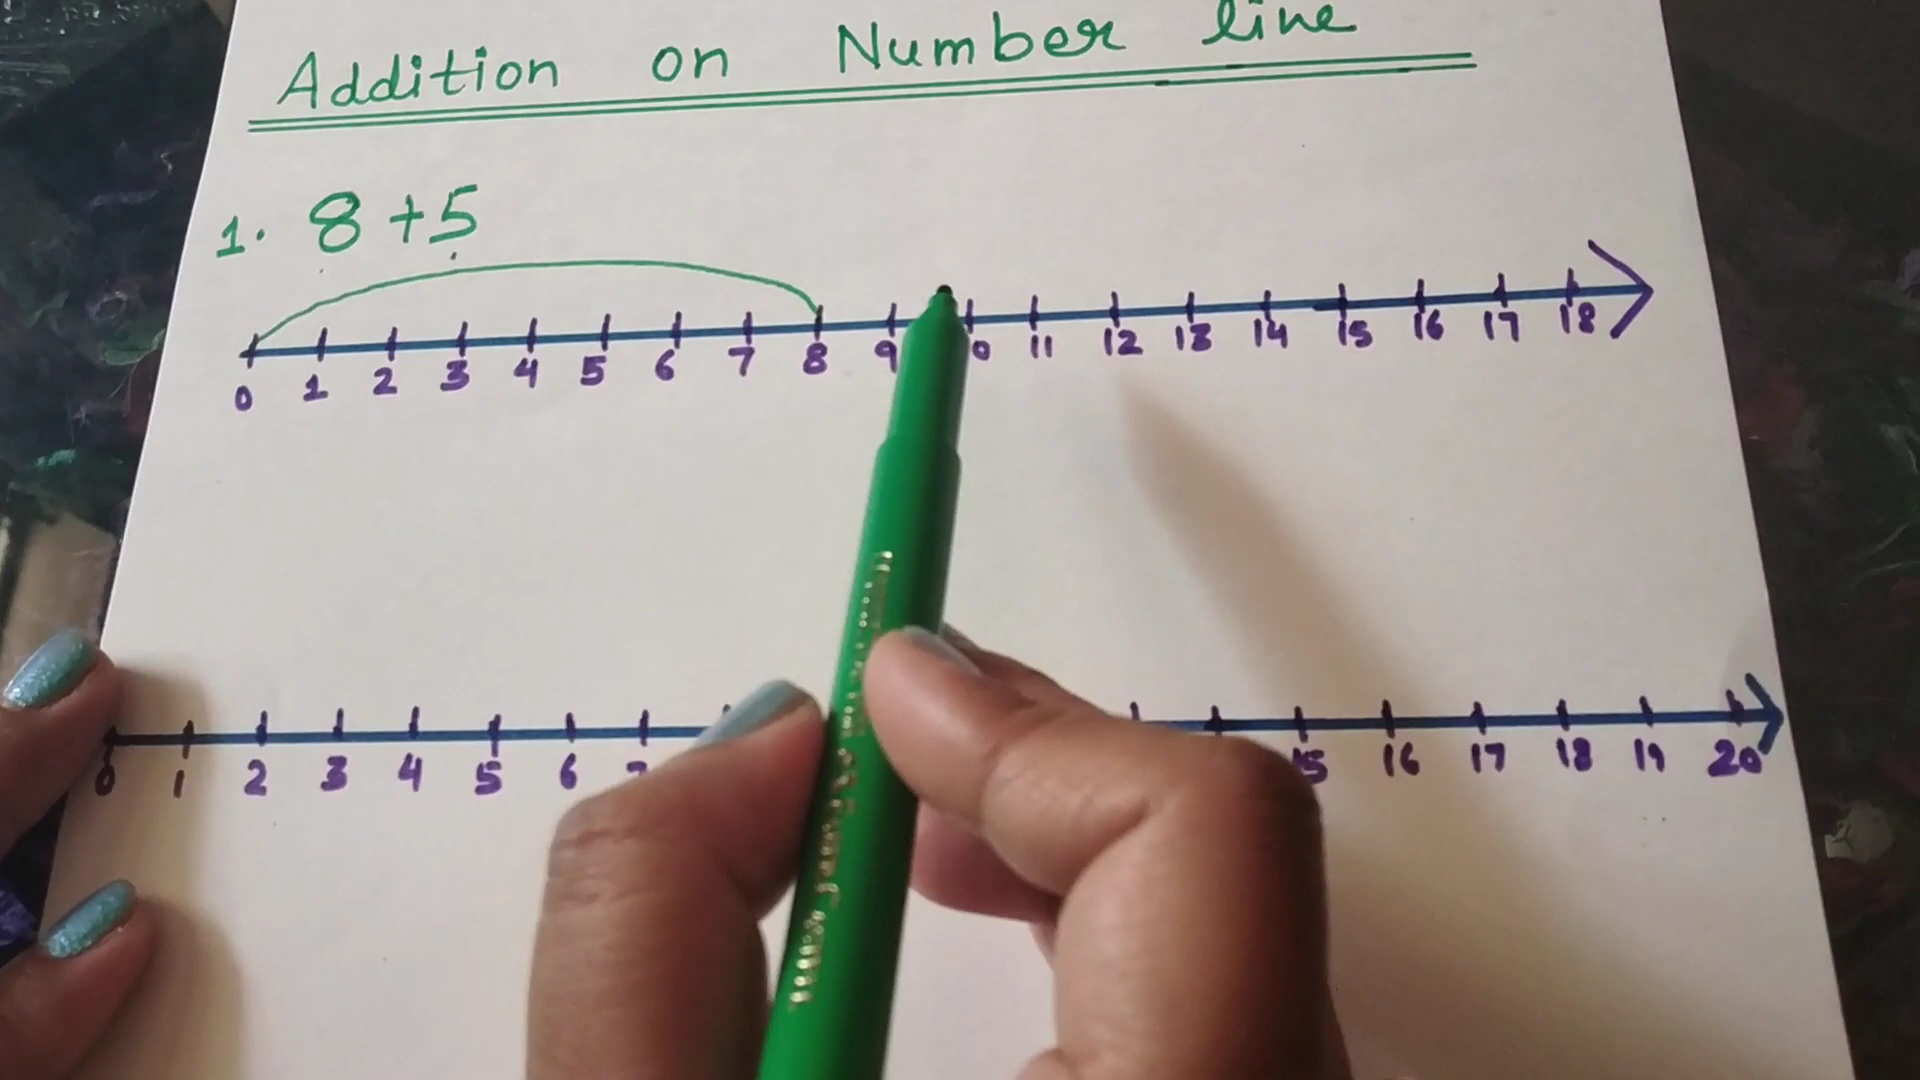 Addition on Number line
1. 8+5
0 1 2 3 4 5 6 7 8 9 0 11 12 13 14 15 16 17 18
0 1 2 3 4 5 6 7 15 16 17 18 19 20